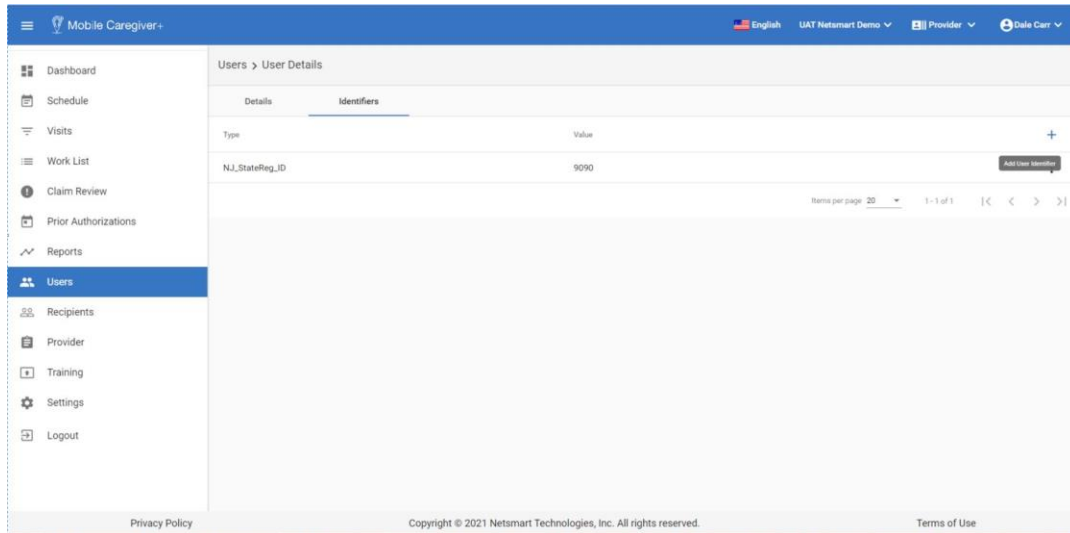 Mobile Caregiver+
English UAT Netsmart Demo Provider Dale Carr
Dashboard
Schedule
Visits
Work List
Claim Review
Prior Authorizations
Reports
Users
Recipients
Provider
Training
Settings
Logout
Users > User Details
Details Identifiers
Type Value +
Add User Identifier
NJ_StateReg_ID 9090
Items per page 20 1 - 1 of 1
Privacy Policy Copyright © 2021 Netsmart Technologies, Inc. All rights reserved. Terms of Use